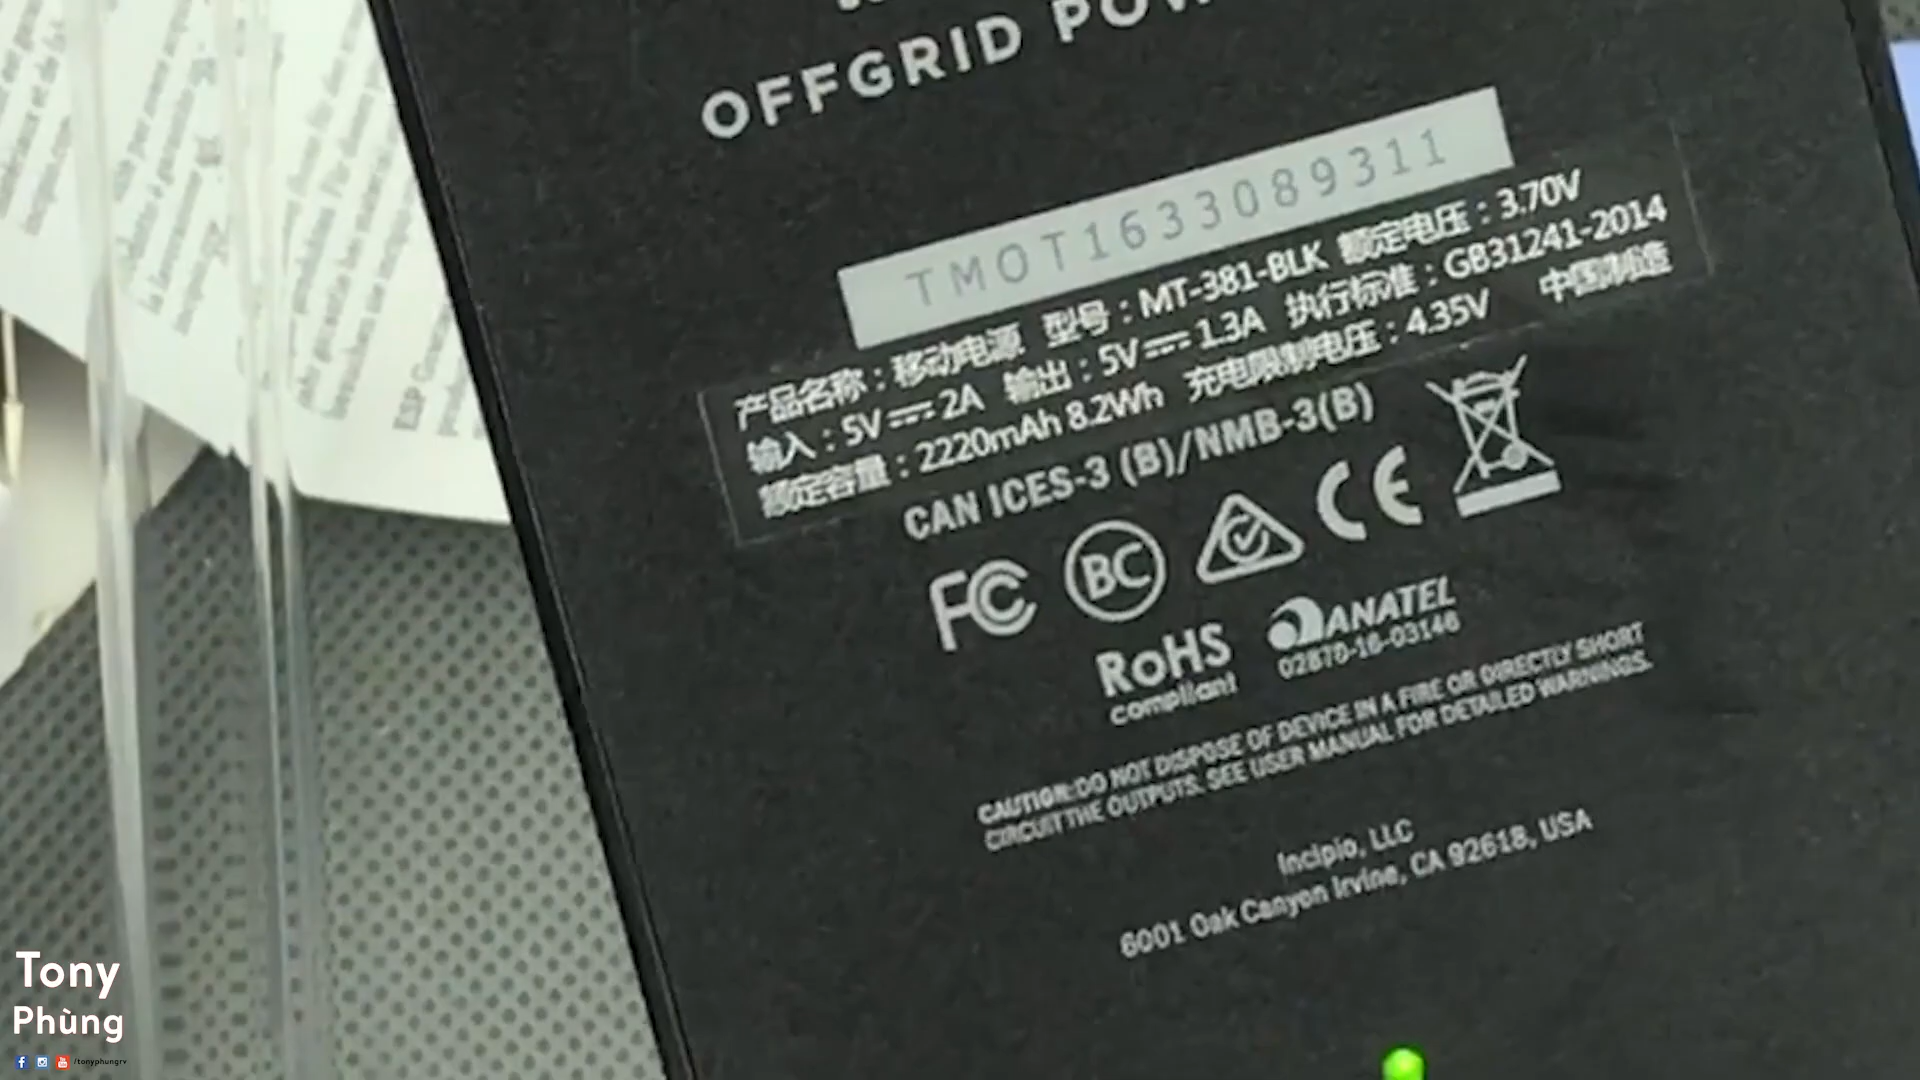 OFFGRID
TMOT1633089311
产品名称：移动电源 型号：MT-381-BLK 额定电压：3.70V
输入：5V⎓2A 输出：5V⎓1.3A 执行标准：GB31241-2014
额定容量：2220mAh 8.2Wh 充电限制电压：4.35V 中国制造
CAN ICES-3 (B)/NMB-3(B)
FC BC CE
RoHS
compliant
ANATEL
02870-16-03146
CAUTION:DO NOT DISPOSE OF DEVICE IN A FIRE OR DIRECTLY SHORT
CIRCUIT THE OUTPUTS. SEE USER MANUAL FOR DETAILED WARNINGS.
Incipio, LLC
6001 Oak Canyon Irvine, CA 92618, USA
Tony
Phùng
/tonyphungrv